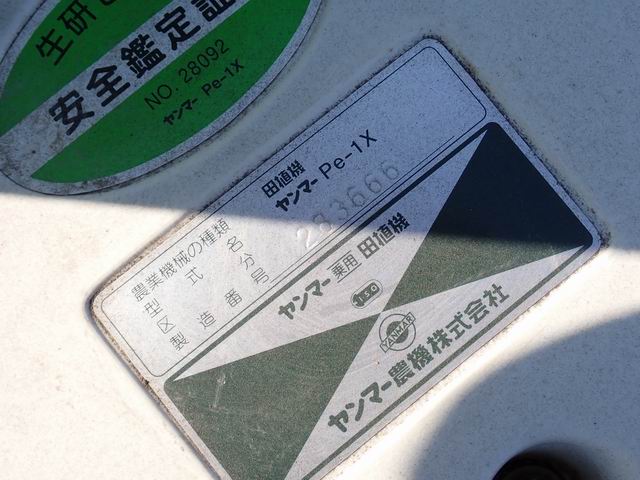 生研
安全鑑定証
NO. 28092
ヤンマー Pe-1X
農業機械の種類 田植機
型式名 ヤンマー Pe-1X
区分
製造番号 283666
ヤンマー 乗用 田植機
YANMAR
ヤンマー農機株式会社